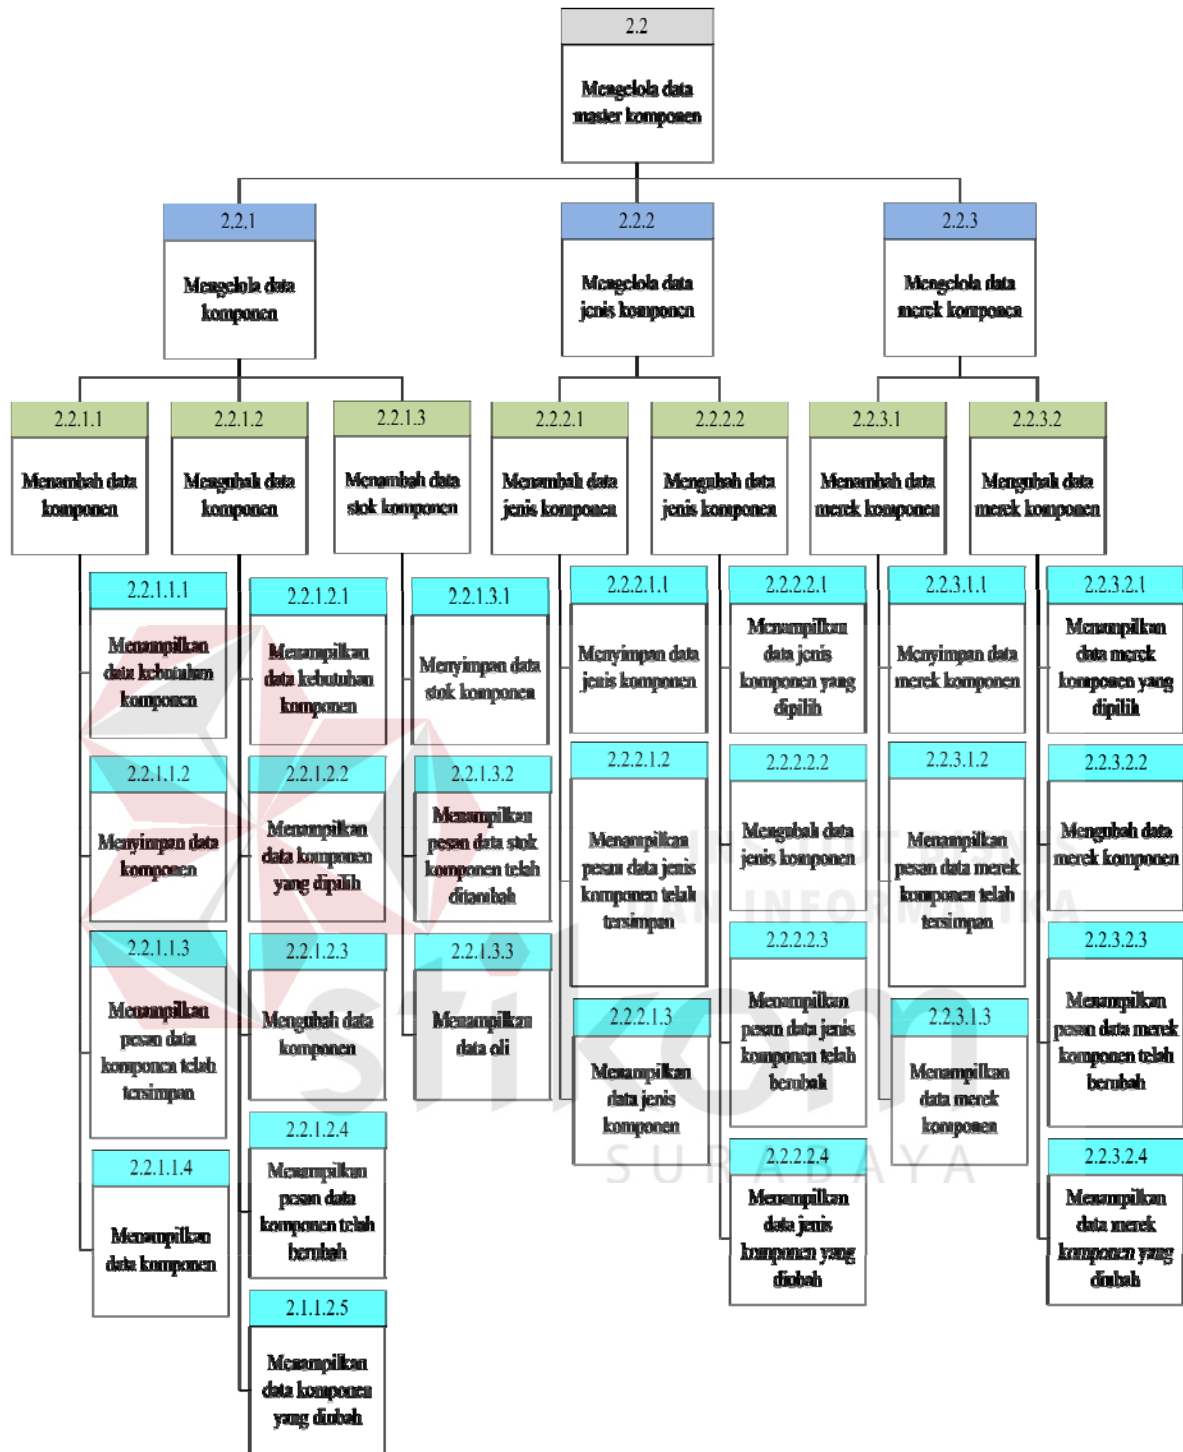 2.2
Mengelola data
master komponen
2,2,1
Mengelola data
komponen
2.2.2
Mengelola data
jenis komponen
2.2.3
Mengelola data
merek komponen
2.2.1.1
Menambah data
komponen
2.2.1.2
Mengubah data
komponen
2.2.1.3
Menambah data
stok komponen
2.2.2.1
Menambah data
jenis komponen
2.2.2.2
Mengubah data
jenis komponen
2.2.3.1
Menambah data
merek komponen
2.2.3.2
Mengubah data
merek komponen
2.2.1.1.1
Menampilkan
data kebutuhan
komponen
2.2.1.1.2
Menyimpan data
komponen
2.2.1.1.3
Menampilkan
pesan data
komponen telah
tersimpan
2.2.1.1.4
Menampilkan
data komponen
2.2.1.2.1
Menampilkan
data kebutuhan
komponen
2.2.1.2.2
Menampilkan
data komponen
yang dipilih
2.2.1.2.3
Mengubah data
komponen
2.2.1.2.4
Menampilkan
pesan data
komponen telah
berubah
2.1.1.2.5
Menampilkan
data komponen
yang diubah
2.2.1.3.1
Menyimpan data
stok komponen
2.2.1.3.2
Menampilkan
pesan data stok
komponen telah
ditambah
2.2.1.3.3
Menampilkan
data oli
2.2.2.1.1
Menyimpan data
jenis komponen
2.2.2.1.2
Menampilkan
pesan data jenis
komponen telah
tersimpan
2.2.2.1.3
Menampilkan
data jenis
komponen
2.2.2.2.1
Menampilkan
data jenis
komponen yang
dipilih
2.2.2.2.2
Mengubah data
jenis komponen
2.2.2.2.3
Menampilkan
pesan data jenis
komponen telah
berubah
2.2.2.2.4
Menampilkan
data jenis
komponen yang
diubah
2.2.3.1.1
Menyimpan data
merek komponen
2.2.3.1.2
Menampilkan
pesan data merek
komponen telah
tersimpan
2.2.3.1.3
Menampilkan
data merek
komponen
2.2.3.2.1
Menampilkan
data merek
komponen yang
dipilih
2.2.3.2.2
Mengubah data
merek komponen
2.2.3.2.3
Menampilkan
pesan data merek
komponen telah
berubah
2.2.3.2.4
Menampilkan
data merek
komponen yang
diubah
DAN INFORMATIKA
stikom
SURABAYA